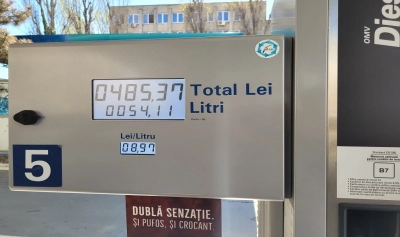 0485,37 Total Lei
0054,11 Litri
Lei/Litru
08,97
5
DUBLĂ SENZAȚIE,
ȘI PUFOS, ȘI CROCANT.
OMV
Dies
B7